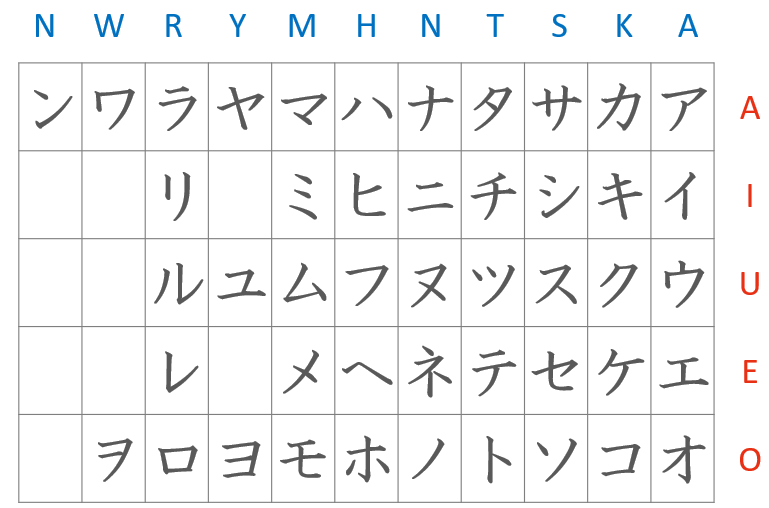 N W R Y M H N T S K A
ン ワ ラ ヤ マ ハ ナ タ サ カ ア A
リ ミ ヒ ニ チ シ キ イ I
ル ユ ム フ ヌ ツ ス ク ウ U
レ メ ヘ ネ テ セ ケ エ E
ヲ ロ ヨ モ ホ ノ ト ソ コ オ O